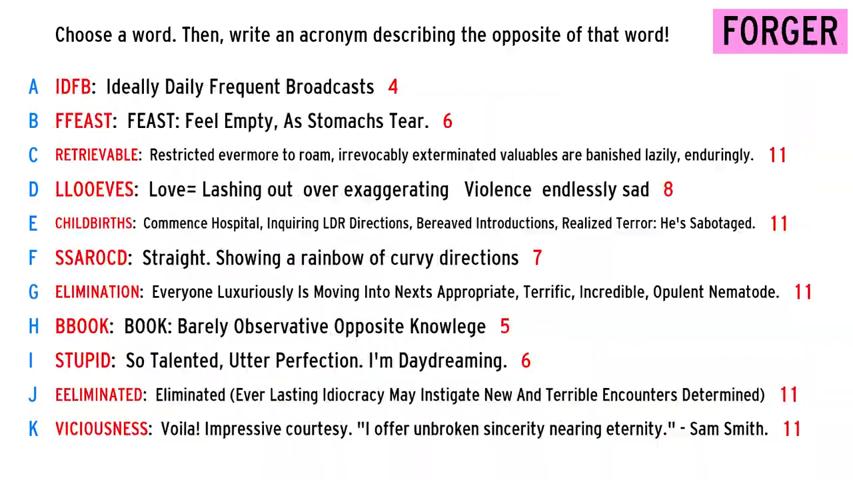 Choose a word. Then, write an acronym describing the opposite of that word! FORGER
A IDFB: Ideally Daily Frequent Broadcasts 4
B FFEAST: FEAST: Feel Empty, As Stomachs Tear. 6
C RETRIEVABLE: Restricted evermore to roam, irrevocably exterminated valuables are banished lazily, enduringly. 11
D LLOOEVES: Love= Lashing out over exaggerating Violence endlessly sad 8
E CHILDBIRTHS: Commence Hospital, Inquiring LDR Directions, Bereaved Introductions, Realized Terror: He's Sabotaged. 11
F SSAROCD: Straight. Showing a rainbow of curvy directions 7
G ELIMINATION: Everyone Luxuriously Is Moving Into Nexts Appropriate, Terrific, Incredible, Opulent Nematode. 11
H BBOOK: BOOK: Barely Observative Opposite Knowlege 5
I STUPID: So Talented, Utter Perfection. I'm Daydreaming. 6
J EELIMINATED: Eliminated (Ever Lasting Idiocracy May Instigate New And Terrible Encounters Determined) 11
K VICIOUSNESS: Voila! Impressive courtesy. "I offer unbroken sincerity nearing eternity." - Sam Smith. 11